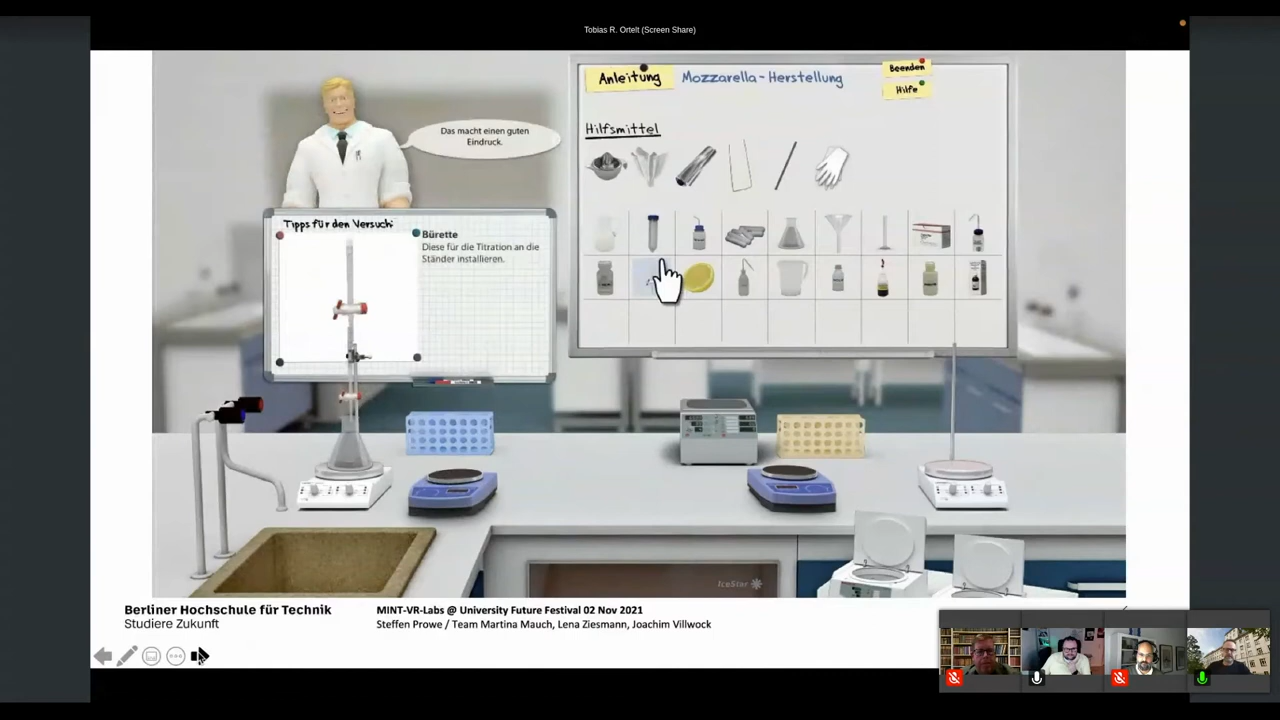 Tobias R. Ortelt (Screen Share)
Anleitung
Mozzarella-Herstellung
Beenden
Hilfe
Das macht einen guten
Eindruck.
Hilfsmittel
Tipps für den Versuch:
Bürette
Diese für die Titration an die
Ständer installieren.
IceStar
Berliner Hochschule für Technik
Studiere Zukunft
MINT-VR-Labs @ University Future Festival 02 Nov 2021
Steffen Prowe / Team Martina Mauch, Lena Ziesmann, Joachim Villwock